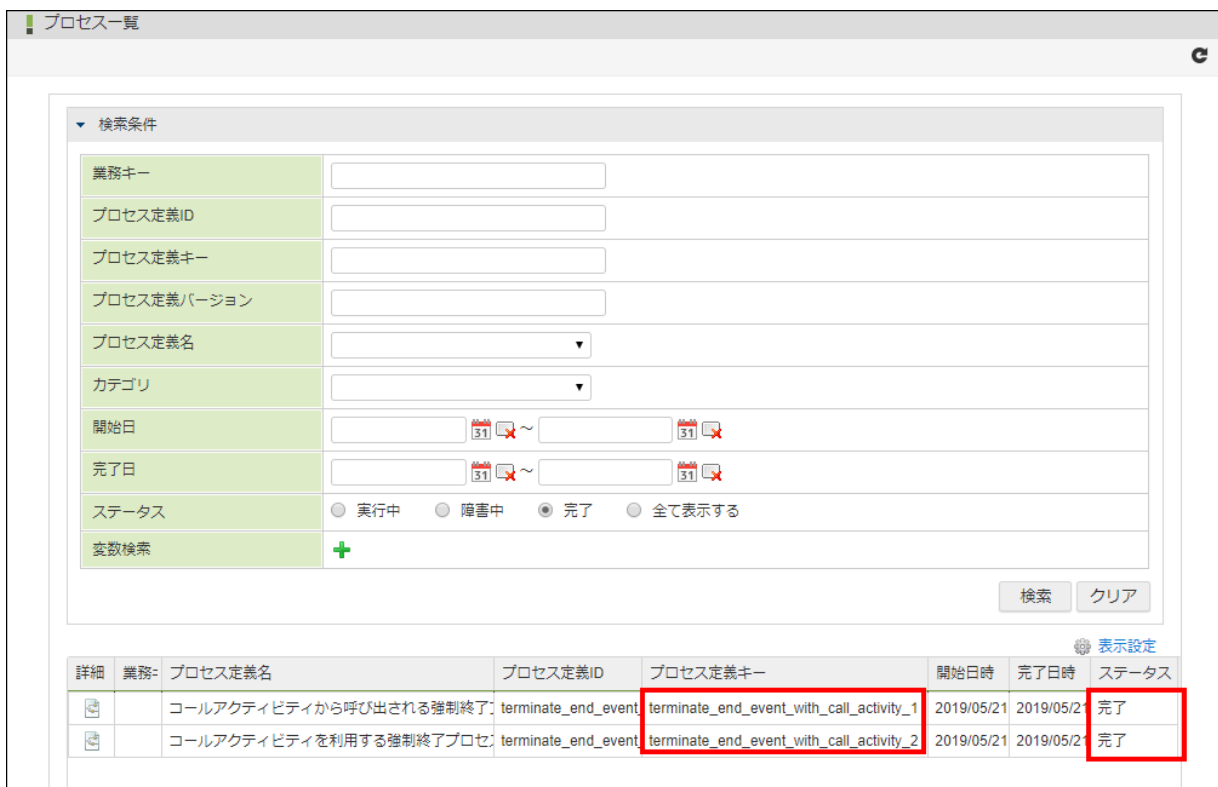 プロセス一覧
検索条件
業務キー
プロセス定義ID
プロセス定義キー
プロセス定義バージョン
プロセス定義名
カテゴリ
開始日 31 ～ 31
完了日 31 ～ 31
ステータス 実行中 障害中 完了 全て表示する
変数検索
検索 クリア
表示設定
詳細 業務 プロセス定義名 プロセス定義ID プロセス定義キー 開始日時 完了日時 ステータス
コールアクティビティから呼び出される強制終了 terminate_end_event_ terminate_end_event_with_call_activity_1 2019/05/21 2019/05/21 完了
コールアクティビティを利用する強制終了プロセ terminate_end_event_ terminate_end_event_with_call_activity_2 2019/05/21 2019/05/21 完了